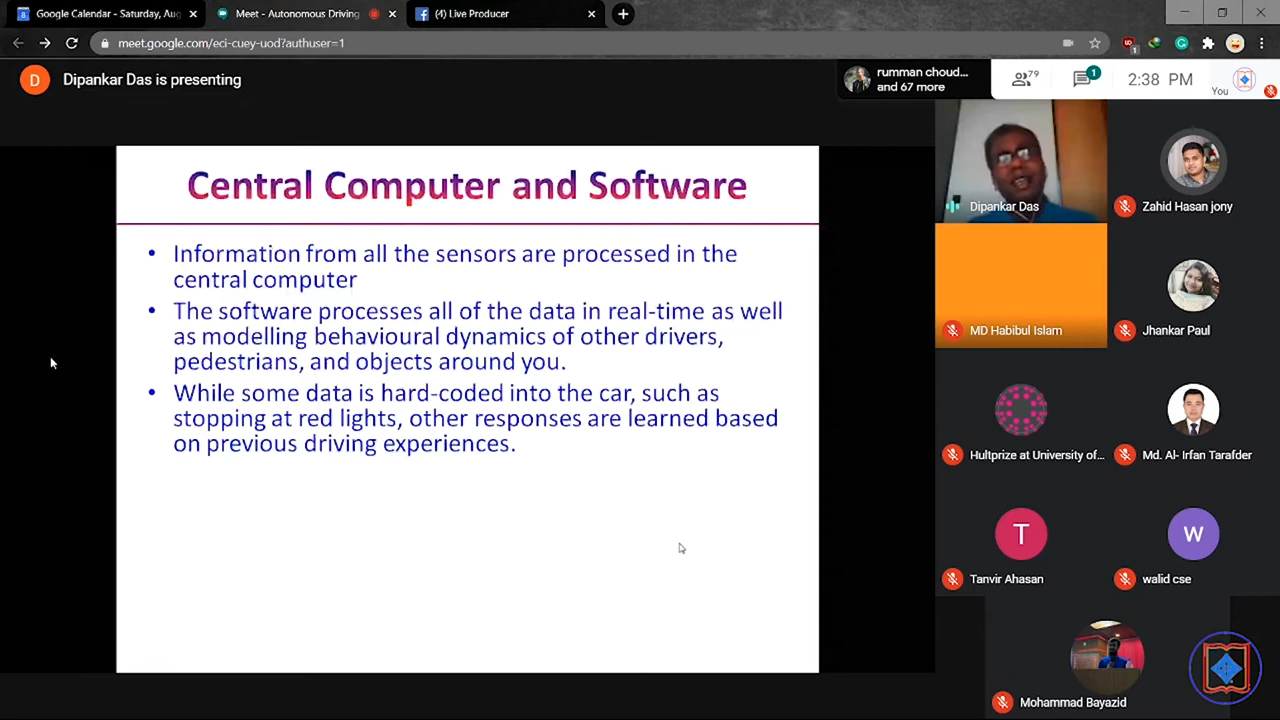 Google Calendar - Saturday, Aug
Meet - Autonomous Driving
(4) Live Producer
meet.google.com/eci-cuey-uod?authuser=1
Dipankar Das is presenting
rumman choud...
and 67 more
79
1
2:38 PM
You
Central Computer and Software
• Information from all the sensors are processed in the
central computer
• The software processes all of the data in real-time as well
as modelling behavioural dynamics of other drivers,
pedestrians, and objects around you.
• While some data is hard-coded into the car, such as
stopping at red lights, other responses are learned based
on previous driving experiences.
Dipankar Das
Zahid Hasan jony
MD Habibul Islam
Jhankar Paul
Hultprize at University of...
Md. Al- Irfan Tarafder
T
Tanvir Ahasan
W
walid cse
Mohammad Bayazid
D